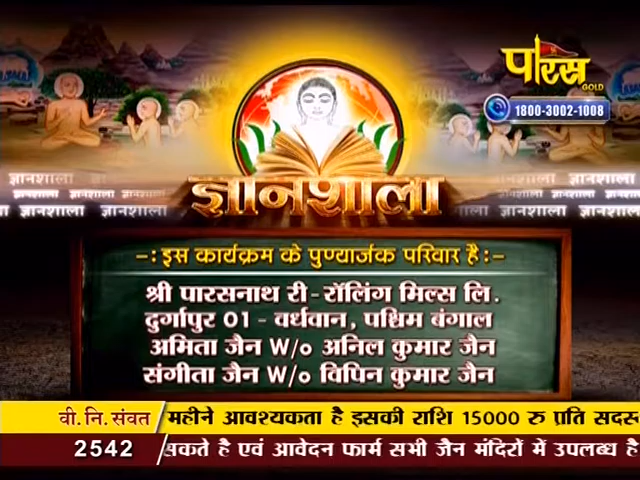 पारस
GOLD
1800-3002-1008
ज्ञानशाला ज्ञानशाला
ज्ञानशाला ज्ञानशाला ज्ञानशाला
ज्ञानशाला ज्ञानशाला
ज्ञानशाला
-: इस कार्यक्रम के पुण्यार्जक परिवार है:-
श्री पारसनाथ री-रॉलिंग मिल्स लि.
दुर्गापुर 01 - वर्धवान, पश्चिम बंगाल
अमिता जैन W/o अनिल कुमार जैन
संगीता जैन W/o विपिन कुमार जैन
वी.नि.संवत महीने आवश्यकता है इसकी राशि 15000 रु प्रति सदस
2542 सकते है एवं आवेदन फार्म सभी जैन मंदिरों में उपलब्ध है